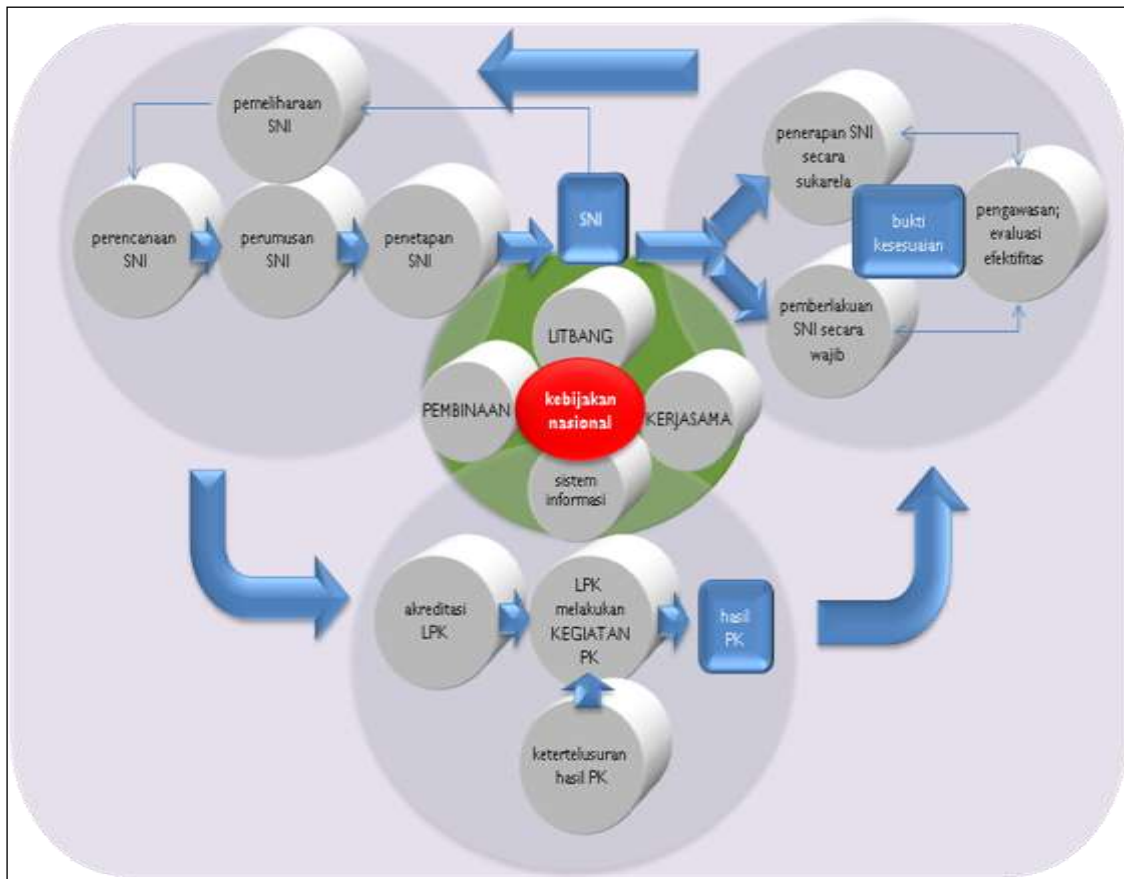 pemeliharaan
SNI
perencanaan
SNI
perumusan
SNI
penetapan
SNI
SNI
penerapan SNI
secara
sukarela
bukti
kesesuaian
pengawasan;
evaluasi
efektifitas
pemberlakuan
SNI secara
wajib
LITBANG
PEMBINAAN
kebijakan
nasional
KERJASAMA
sistem
informasi
akreditasi
LPK
LPK
melakukan
KEGIATAN
PK
hasil
PK
ketertelusuran
hasil PK